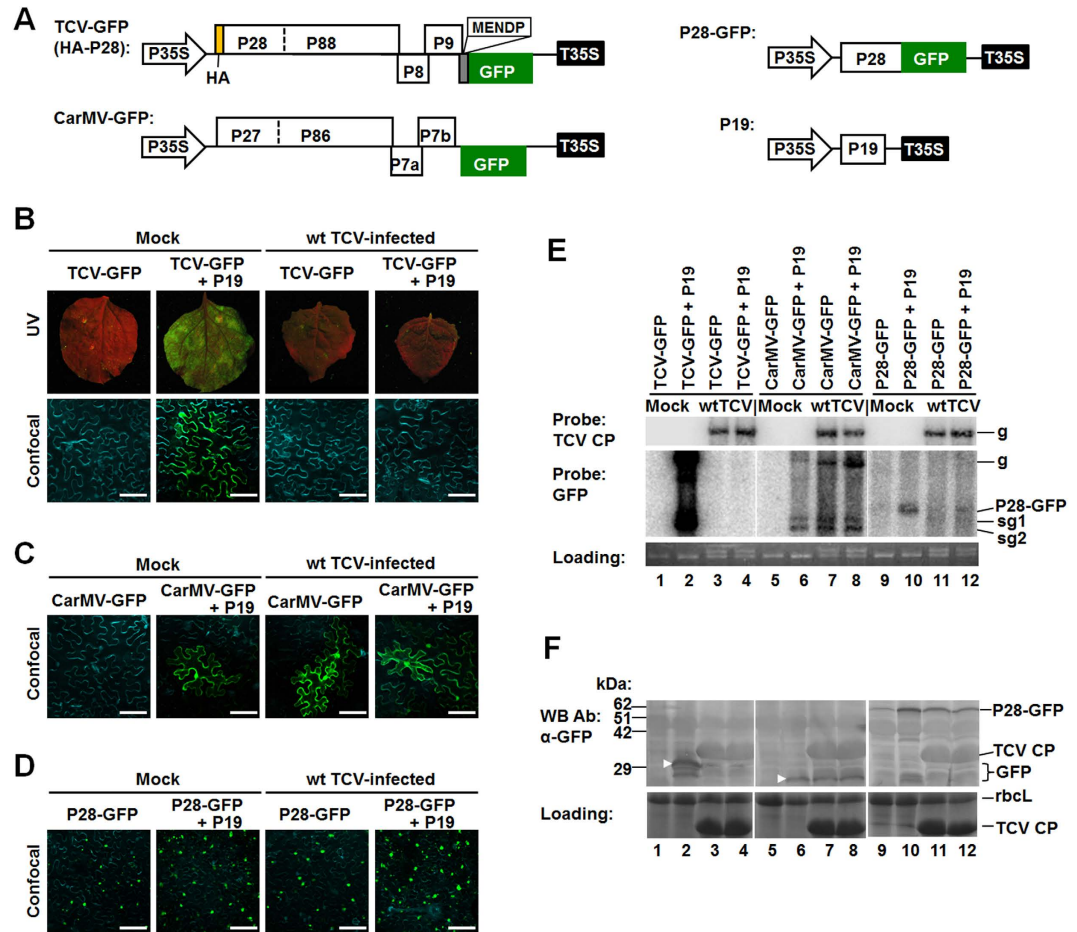 A
TCV-GFP
(HA-P28):
P35S
P28
P88
HA
P8
P9
MENDP
GFP
T35S
P28-GFP:
P35S
P28
GFP
T35S
CarMV-GFP:
P35S
P27
P86
P7a
P7b
GFP
T35S
P19:
P35S
P19
T35S
B
Mock
wt TCV-infected
TCV-GFP
TCV-GFP
+ P19
TCV-GFP
TCV-GFP
+ P19
UV
Confocal
C
Mock
wt TCV-infected
CarMV-GFP
CarMV-GFP
+ P19
CarMV-GFP
CarMV-GFP
+ P19
Confocal
D
Mock
wt TCV-infected
P28-GFP
P28-GFP
+ P19
P28-GFP
P28-GFP
+ P19
Confocal
E
TCV-GFP
TCV-GFP + P19
TCV-GFP
TCV-GFP + P19
CarMV-GFP
CarMV-GFP + P19
CarMV-GFP
CarMV-GFP + P19
P28-GFP
P28-GFP + P19
P28-GFP
P28-GFP + P19
Mock wtTCV|Mock wtTCV|Mock wtTCV
Probe:
TCV CP
g
Probe:
GFP
g
P28-GFP
sg1
sg2
Loading:
1 2 3 4 5 6 7 8 9 10 11 12
F
kDa:
62
51
42
29
WB Ab:
α-GFP
P28-GFP
TCV CP
GFP
Loading:
rbcL
TCV CP
1 2 3 4 5 6 7 8 9 10 11 12